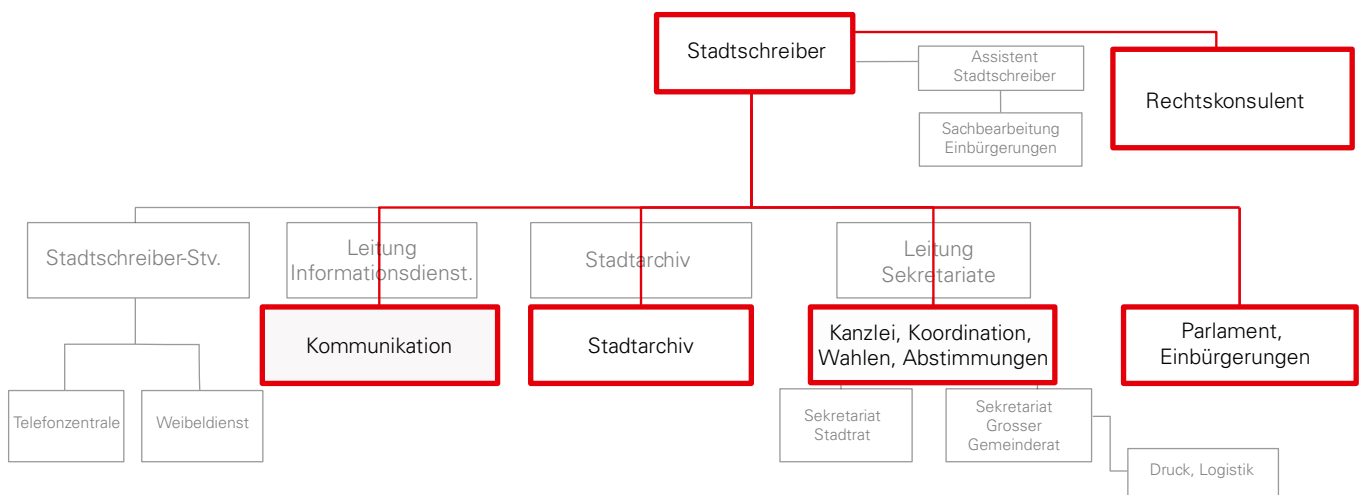 Stadtschreiber
Assistent
Stadtschreiber
Rechtskonsulent
Sachbearbeitung
Einbürgerungen
Stadtschreiber-Stv.
Leitung
Informationsdienst.
Stadtarchiv
Leitung
Sekretariate
Kommunikation
Stadtarchiv
Kanzlei, Koordination,
Wahlen, Abstimmungen
Parlament,
Einbürgerungen
Telefonzentrale
Weibeldienst
Sekretariat
Stadtrat
Sekretariat
Grosser
Gemeinderat
Druck, Logistik